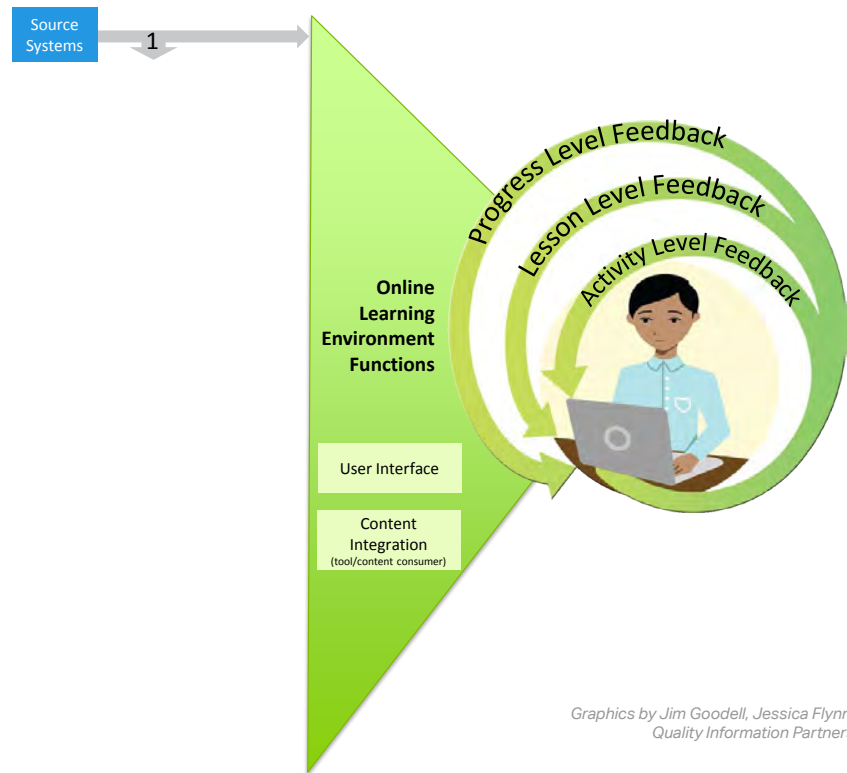 Source
Systems
1
Progress Level Feedback
Lesson Level Feedback
Activity Level Feedback
Online
Learning
Environment
Functions
User Interface
Content
Integration
(tool/content consumer)
Graphics by Jim Goodell, Jessica Flynn
Quality Information Partner